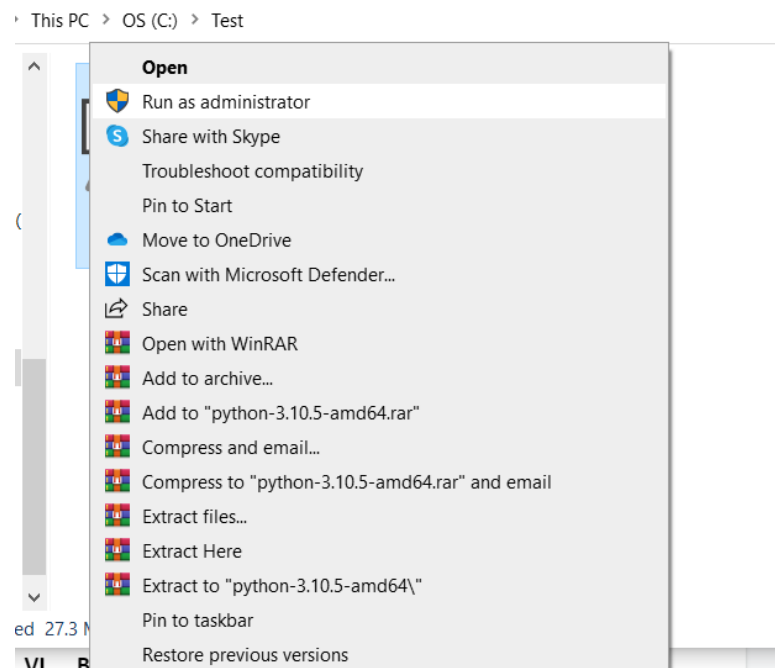 This PC > OS (C:) > Test
Open
Run as administrator
Share with Skype
Troubleshoot compatibility
Pin to Start
Move to OneDrive
Scan with Microsoft Defender...
Share
Open with WinRAR
Add to archive...
Add to "python-3.10.5-amd64.rar"
Compress and email...
Compress to "python-3.10.5-amd64.rar" and email
Extract files...
Extract Here
Extract to "python-3.10.5-amd64\"
Pin to taskbar
ed 27.3
Restore previous versions